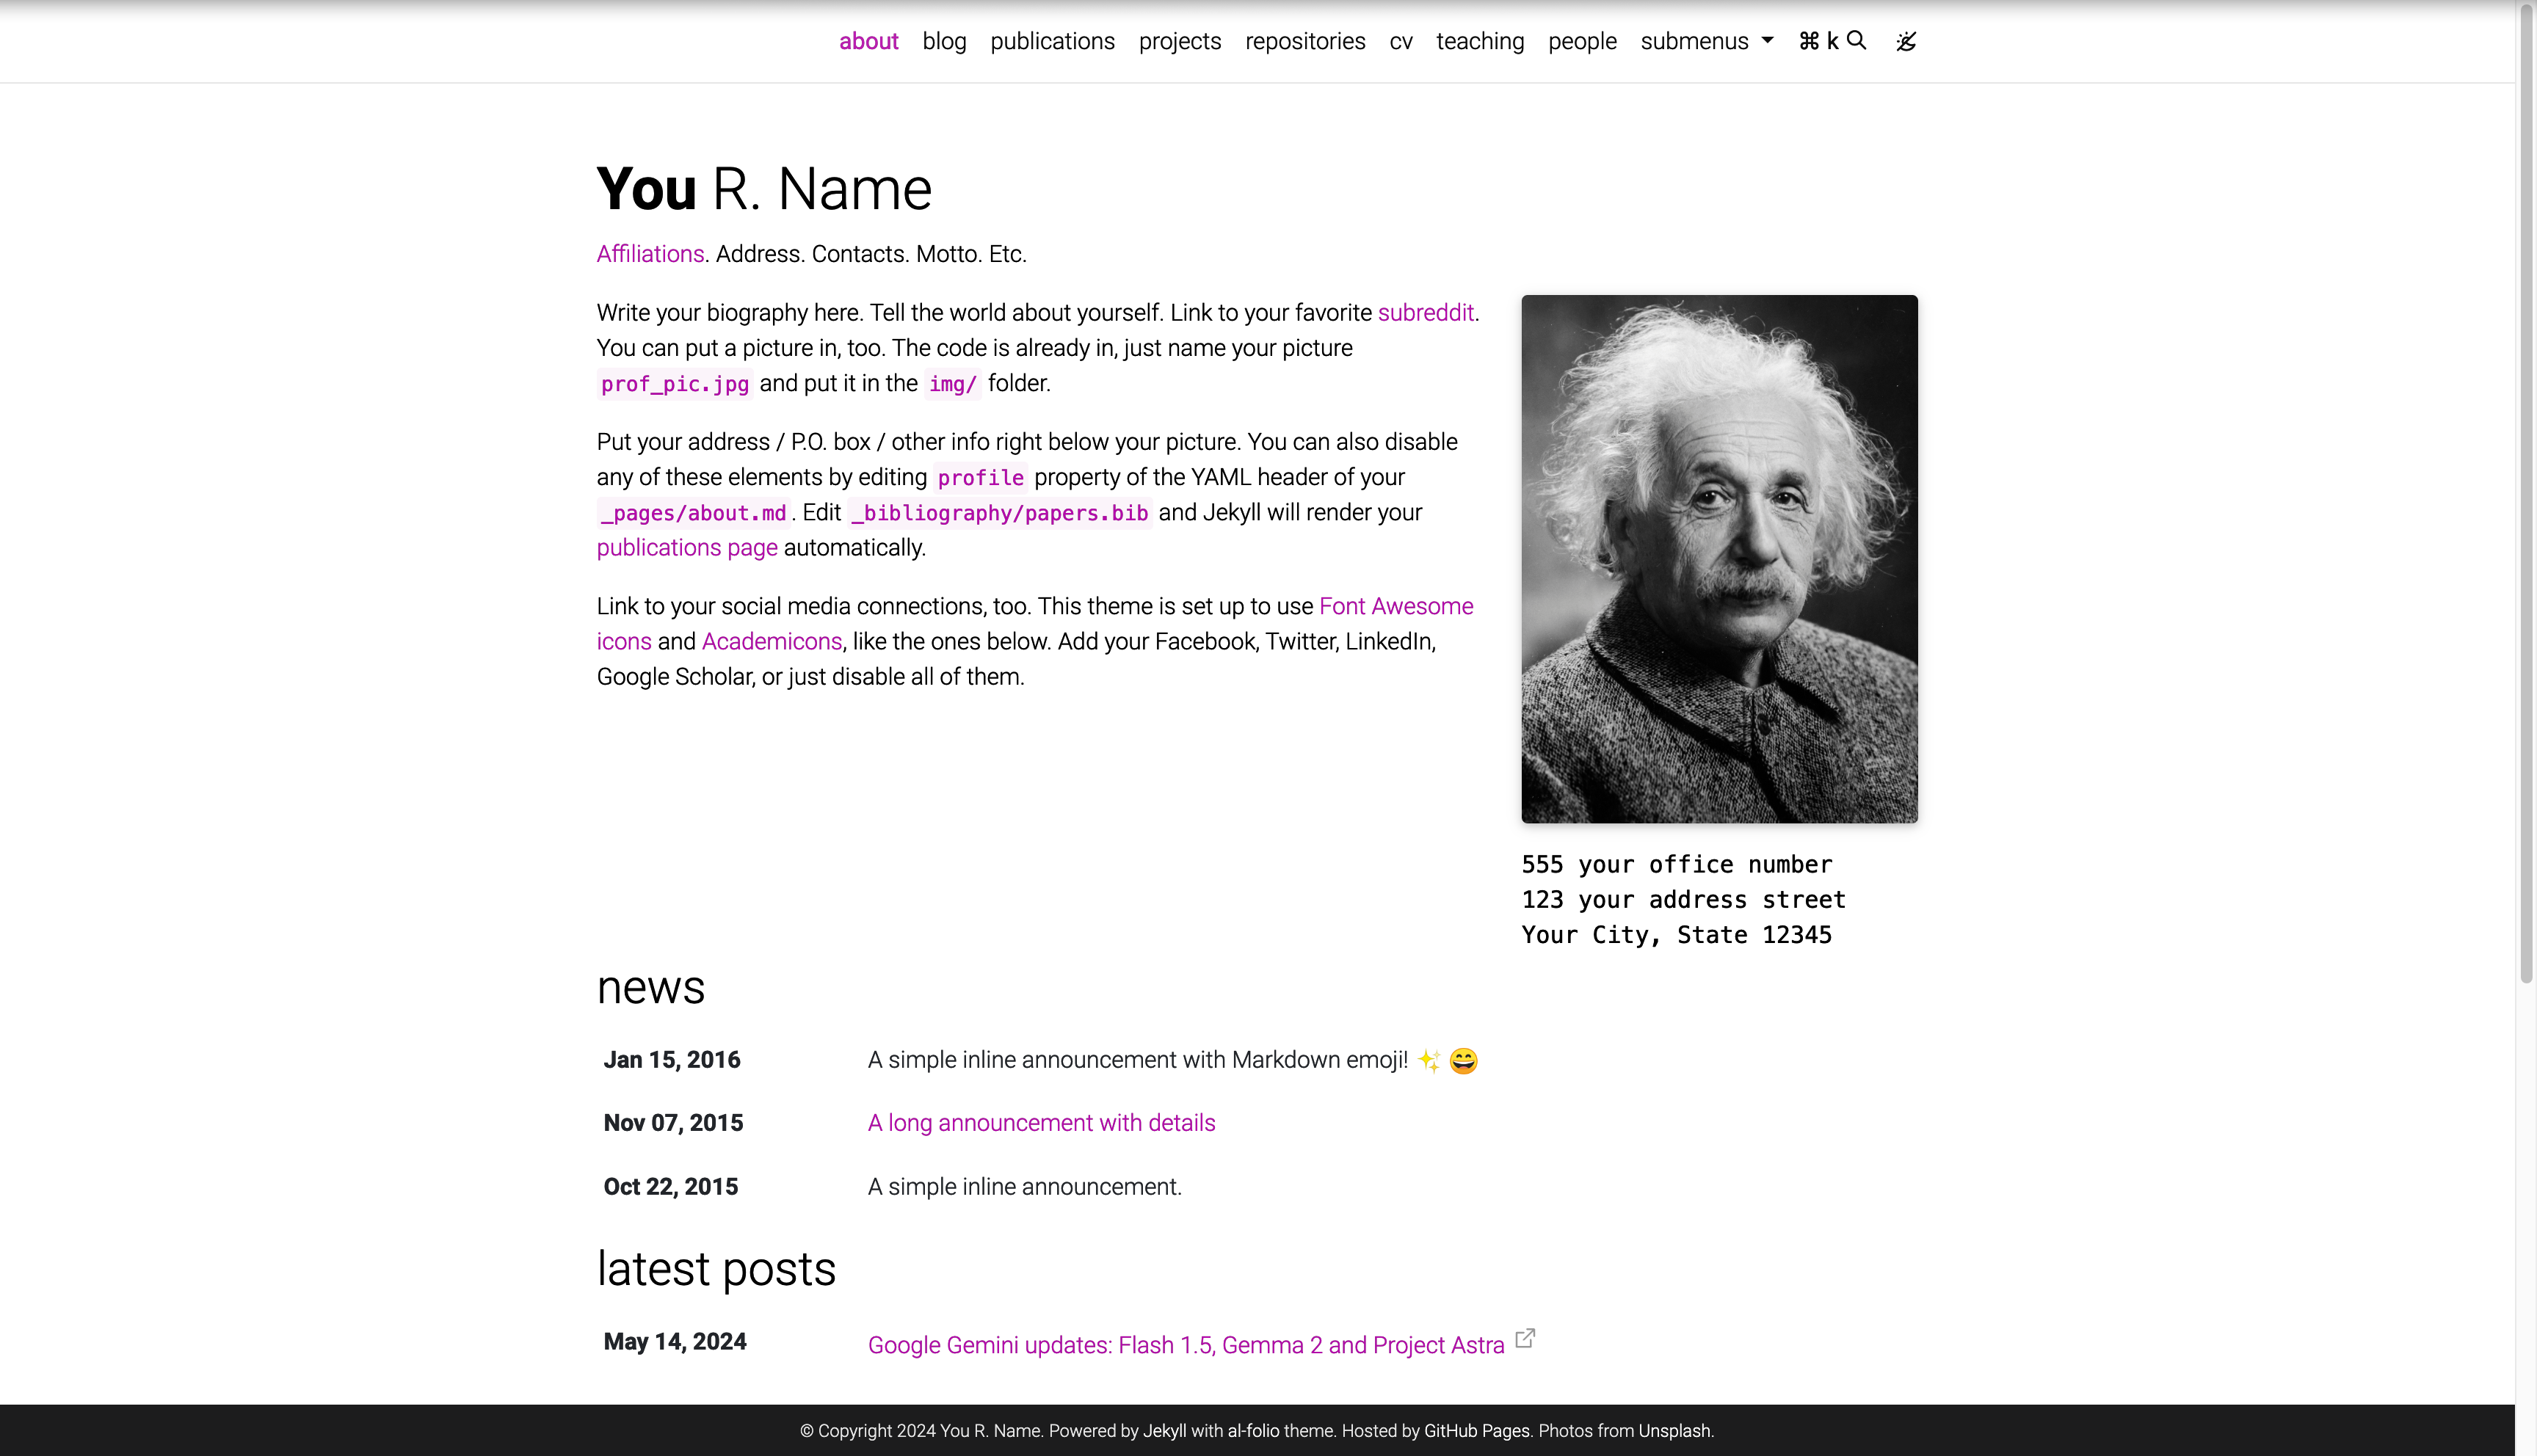 about blog publications projects repositories cv teaching people submenus ⌘ k
You R. Name
Affiliations. Address. Contacts. Motto. Etc.
Write your biography here. Tell the world about yourself. Link to your favorite subreddit.
You can put a picture in, too. The code is already in, just name your picture
prof_pic.jpg and put it in the img/ folder.
Put your address / P.O. box / other info right below your picture. You can also disable
any of these elements by editing profile property of the YAML header of your
_pages/about.md. Edit _bibliography/papers.bib and Jekyll will render your
publications page automatically.
Link to your social media connections, too. This theme is set up to use Font Awesome
icons and Academicons, like the ones below. Add your Facebook, Twitter, LinkedIn,
Google Scholar, or just disable all of them.
555 your office number
123 your address street
Your City, State 12345
news
Jan 15, 2016 A simple inline announcement with Markdown emoji! ✨ 😄
Nov 07, 2015 A long announcement with details
Oct 22, 2015 A simple inline announcement.
latest posts
May 14, 2024 Google Gemini updates: Flash 1.5, Gemma 2 and Project Astra
© Copyright 2024 You R. Name. Powered by Jekyll with al-folio theme. Hosted by GitHub Pages. Photos from Unsplash.